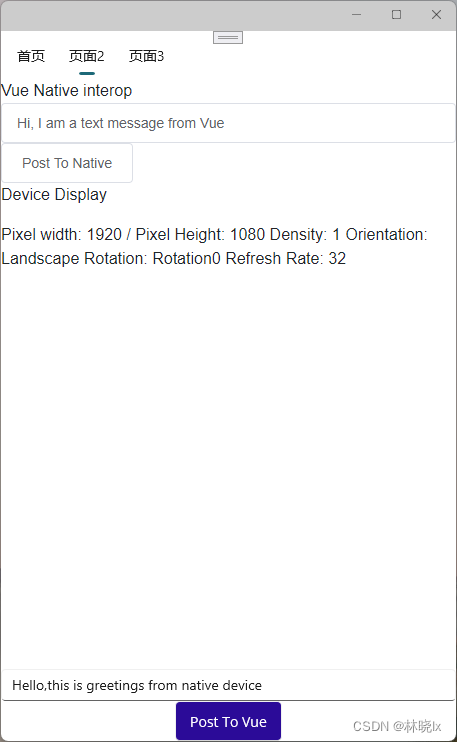 首页 页面2 页面3
Vue Native interop
Hi, I am a text message from Vue
Post To Native
Device Display
Pixel width: 1920 / Pixel Height: 1080 Density: 1 Orientation:
Landscape Rotation: Rotation0 Refresh Rate: 32
Hello,this is greetings from native device
Post To Vue
CSDN @林晓lx